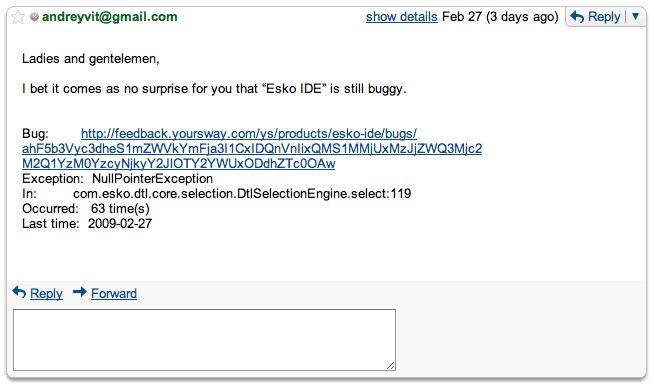 andreyvit@gmail.com show details Feb 27 (3 days ago) Reply
Ladies and gentelemen,
I bet it comes as no surprise for you that “Esko IDE” is still buggy.
Bug: http://feedback.yoursway.com/ys/products/esko-ide/bugs/
ahF5b3Vyc3dheS1mZWVkYmFja3I1CxIDQnVnIixQMS1MMjUxMzJjZWQ3Mjc2
M2Q1YzM0YzcyNjkyY2JlOTY2YWUxODdhZTc0OAw
Exception: NullPointerException
In: com.esko.dtl.core.selection.DtlSelectionEngine.select:119
Occurred: 63 time(s)
Last time: 2009-02-27
Reply Forward